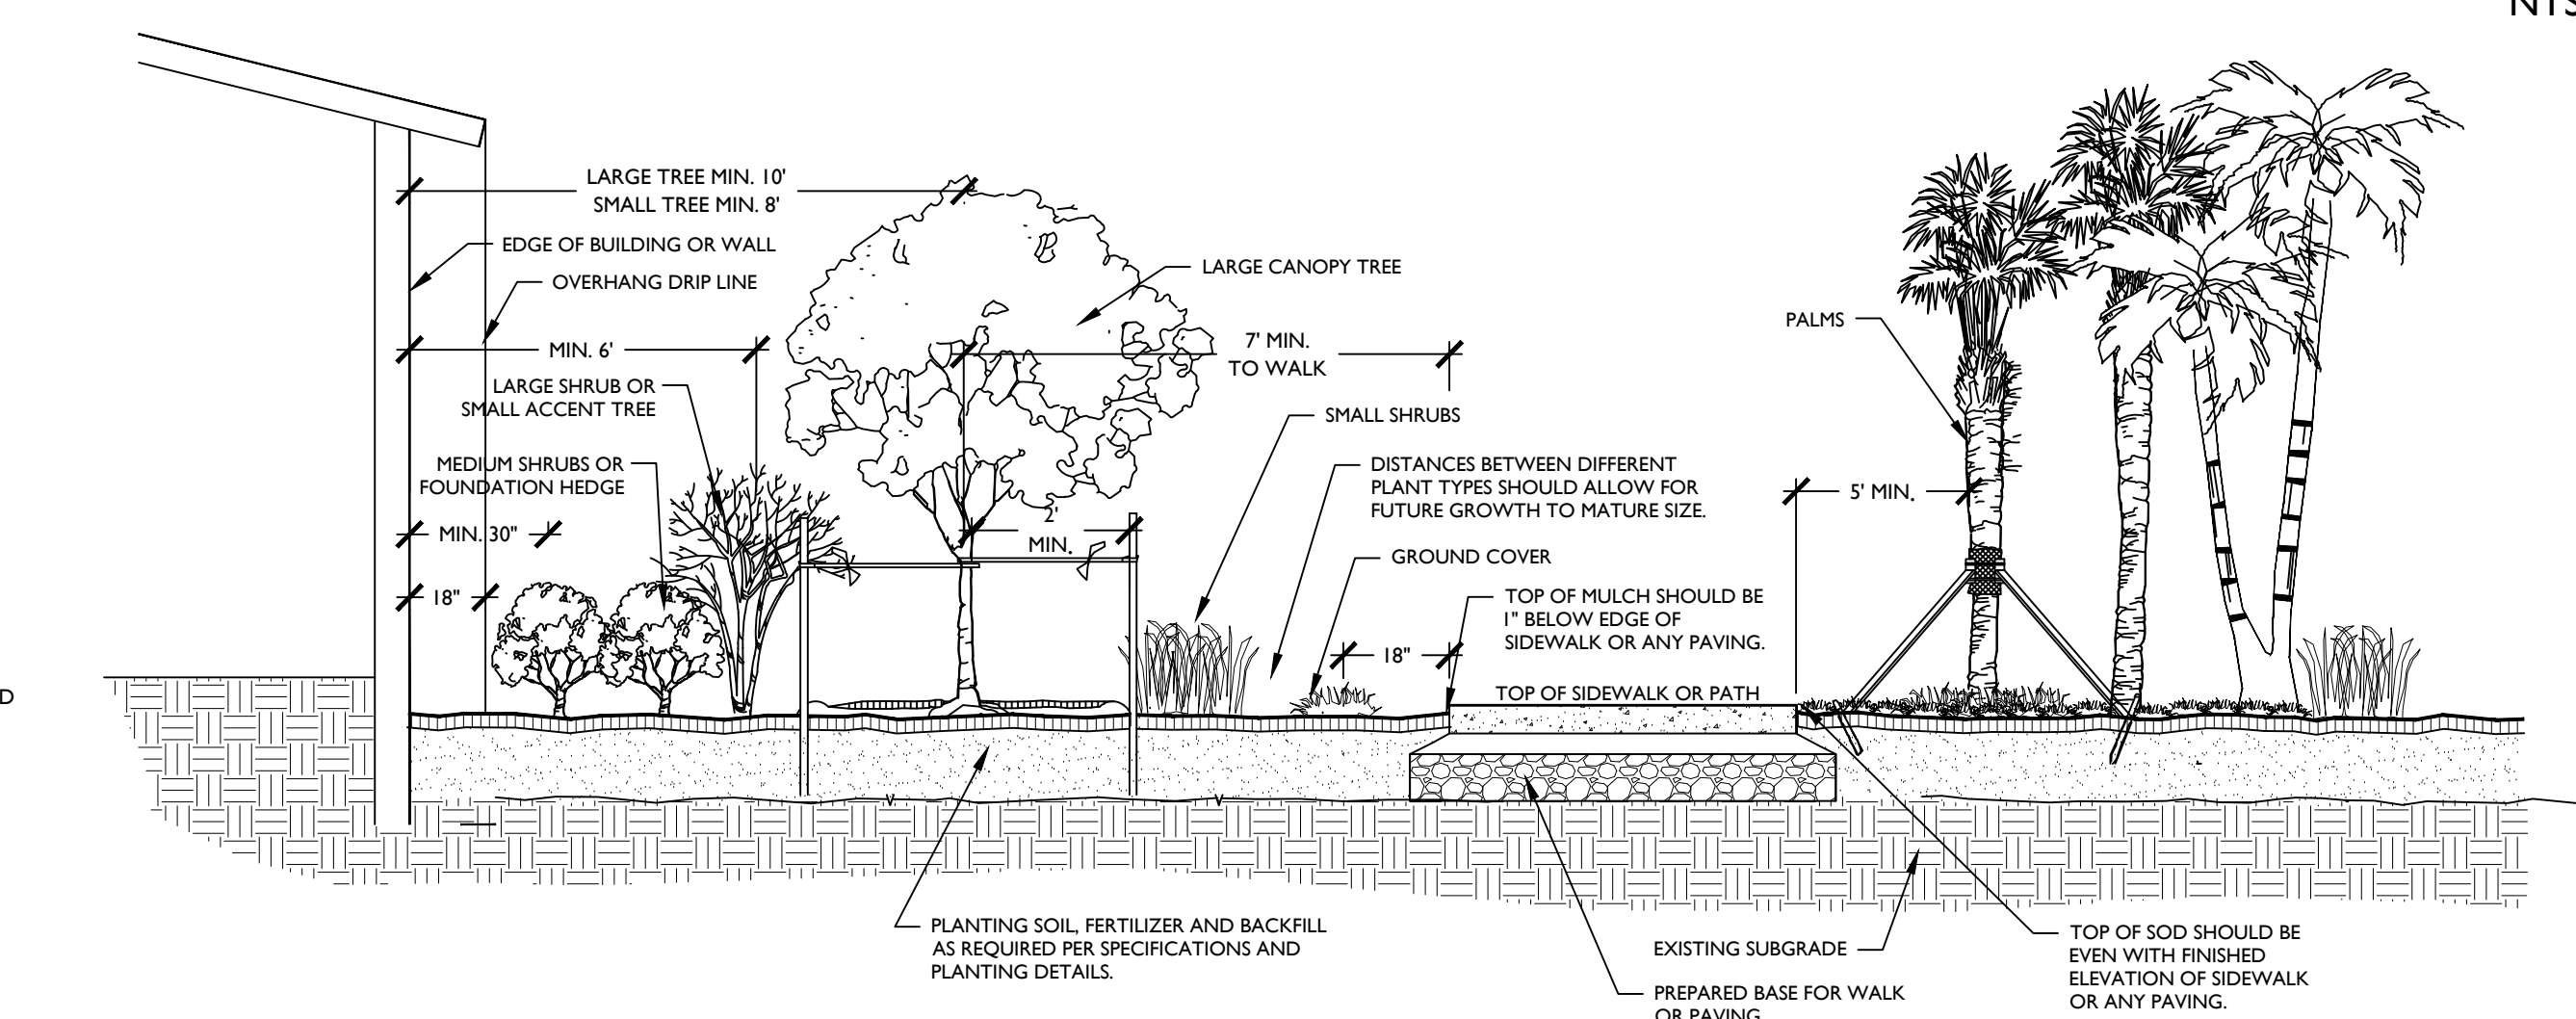 NTS
LARGE TREE MIN. 10'
SMALL TREE MIN. 8'
EDGE OF BUILDING OR WALL
OVERHANG DRIP LINE
LARGE CANOPY TREE
MIN. 6'
7' MIN.
TO WALK
PALMS
LARGE SHRUB OR
SMALL ACCENT TREE
SMALL SHRUBS
MEDIUM SHRUBS OR
FOUNDATION HEDGE
DISTANCES BETWEEN DIFFERENT
PLANT TYPES SHOULD ALLOW FOR
FUTURE GROWTH TO MATURE SIZE.
5' MIN.
MIN. 30"
2'
MIN.
GROUND COVER
18"
TOP OF MULCH SHOULD BE
1" BELOW EDGE OF
SIDEWALK OR ANY PAVING.
18"
TOP OF SIDEWALK OR PATH
D
PLANTING SOIL, FERTILIZER AND BACKFILL
AS REQUIRED PER SPECIFICATIONS AND
PLANTING DETAILS.
EXISTING SUBGRADE
PREPARED BASE FOR WALK
OR PAVING
TOP OF SOD SHOULD BE
EVEN WITH FINISHED
ELEVATION OF SIDEWALK
OR ANY PAVING.